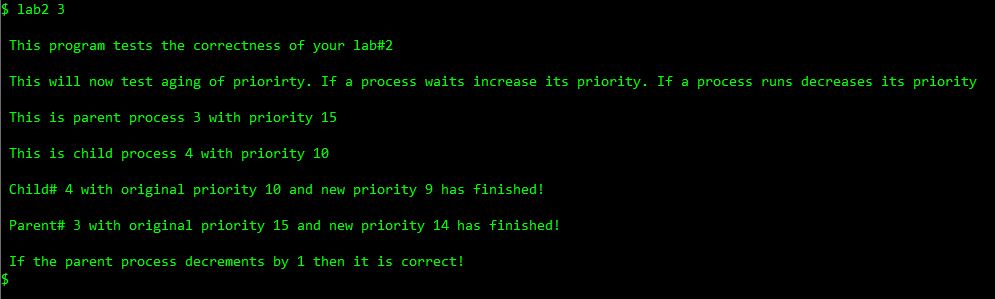 $ lab2 3
This program tests the correctness of your lab#2
This will now test aging of priorirty. If a process waits increase its priority. If a process runs decreases its priority
This is parent process 3 with priority 15
This is child process 4 with priority 10
Child# 4 with original priority 10 and new priority 9 has finished!
Parent# 3 with original priority 15 and new priority 14 has finished!
If the parent process decrements by 1 then it is correct!
$